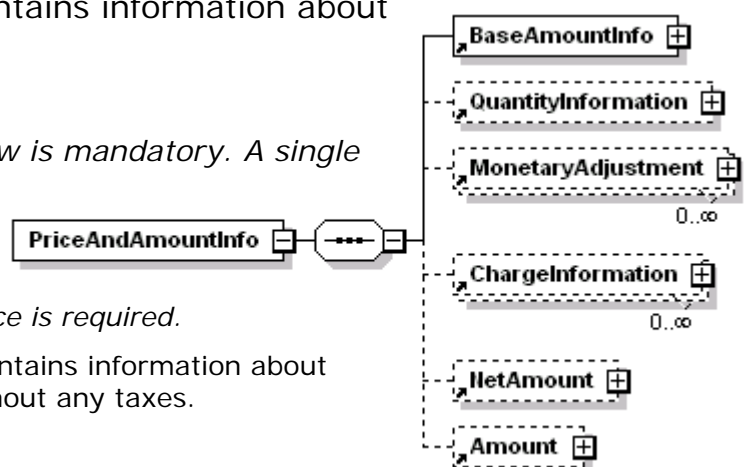 ntains information about
w is mandatory. A single
ce is required.
ntains information about
hout any taxes.
PriceAndAmountInfo
BaseAmountInfo
QuantityInformation
MonetaryAdjustment
0..∞
ChargeInformation
0..∞
NetAmount
Amount